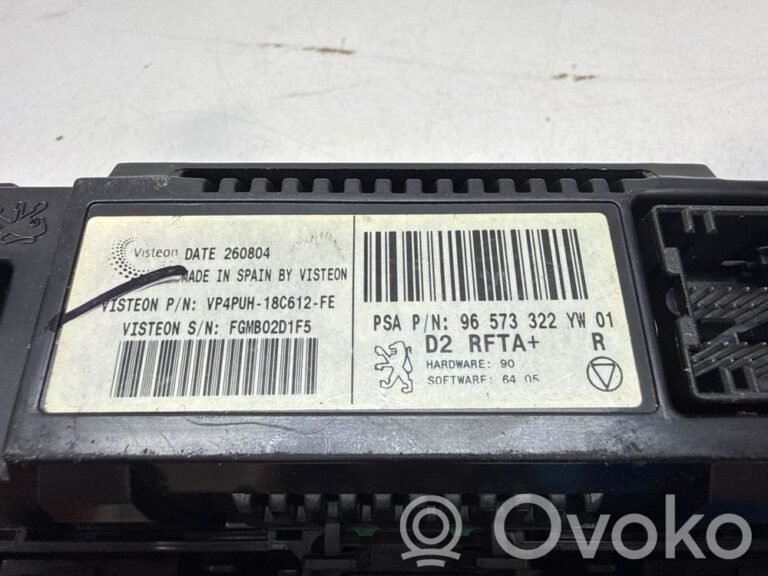 Visteon DATE 260804
MADE IN SPAIN BY VISTEON
VISTEON P/N: VP4PUH-18C612-FE
VISTEON S/N: FGMB02D1F5
PSA P/N: 96 573 322 YW 01
D2 RFTA+ R
HARDWARE: 90
SOFTWARE: 64 05
Ovoko